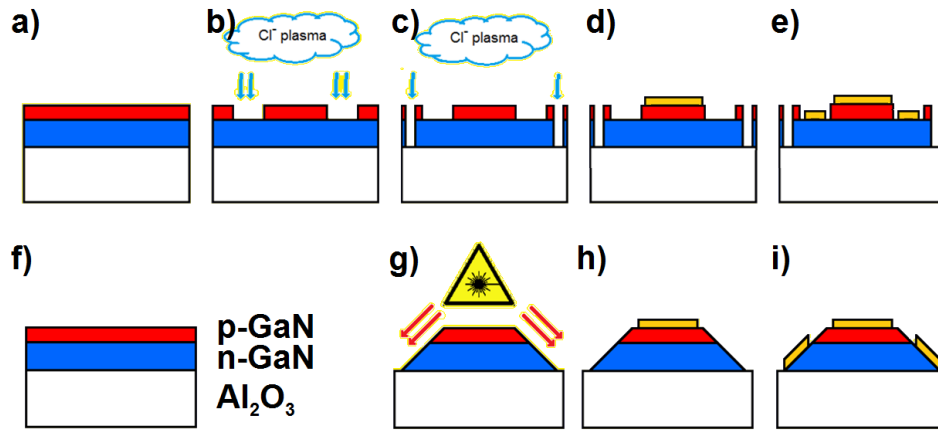 a)
b)
c)
d)
e)
Cl⁻ plasma
Cl⁻ plasma
f)
g)
h)
i)
p-GaN
n-GaN
Al₂O₃